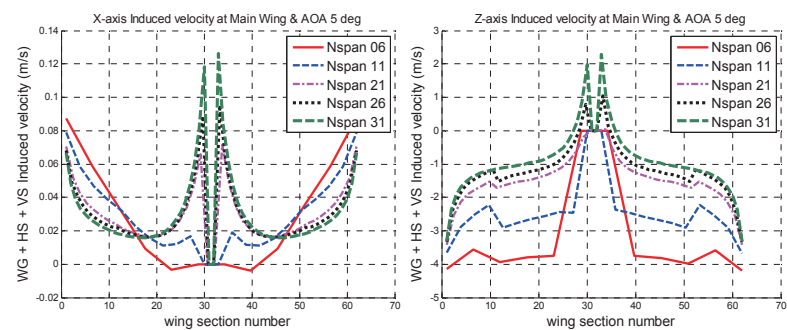 X-axis Induced velocity at Main Wing & AOA 5 deg
WG + HS + VS Induced velocity (m/s)
0.14
0.12
0.1
0.08
0.06
0.04
0.02
0
-0.02
0 10 20 30 40 50 60 70
wing section number
Nspan 06
Nspan 11
Nspan 21
Nspan 26
Nspan 31
Z-axis Induced velocity at Main Wing & AOA 5 deg
WG + HS + VS Induced velocity (m/s)
3
2
1
0
-1
-2
-3
-4
-5
0 10 20 30 40 50 60 70
wing section number
Nspan 06
Nspan 11
Nspan 21
Nspan 26
Nspan 31